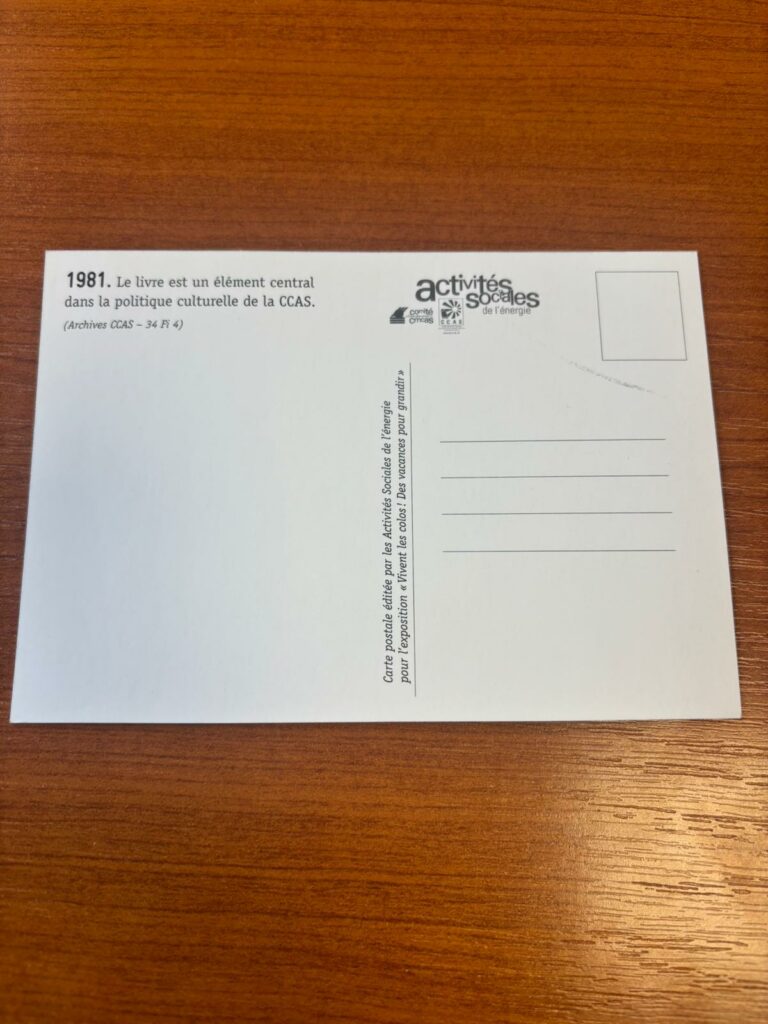 1981. Le livre est un élément central
dans la politique culturelle de la CCAS.
(Archives CCAS – 34 Fi 4)
activités
sociales
de l'énergie
comité
cmcas
CCAS
Carte postale éditée par les Activités Sociales de l'énergie
pour l'exposition « Vivent les colos ! Des vacances pour grandir »